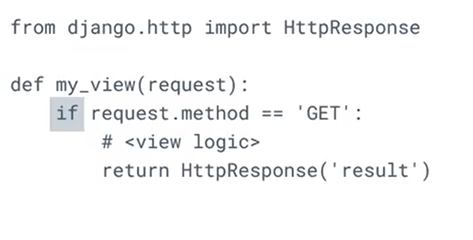 from django.http import HttpResponse

def my_view(request):
    if request.method == 'GET':
        # <view logic>
        return HttpResponse('result')